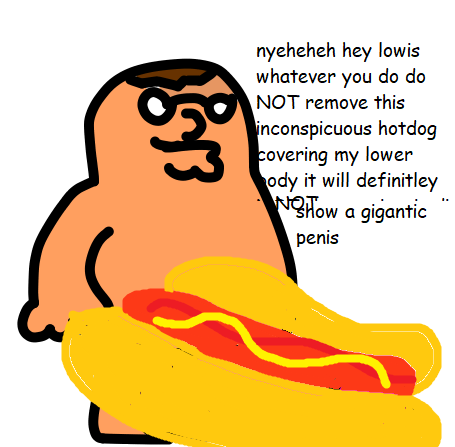 nyeheheh hey lowis
whatever you do do
NOT remove this
inconspicuous hotdog
covering my lower
body it will definitley
NOT
show a gigantic
penis